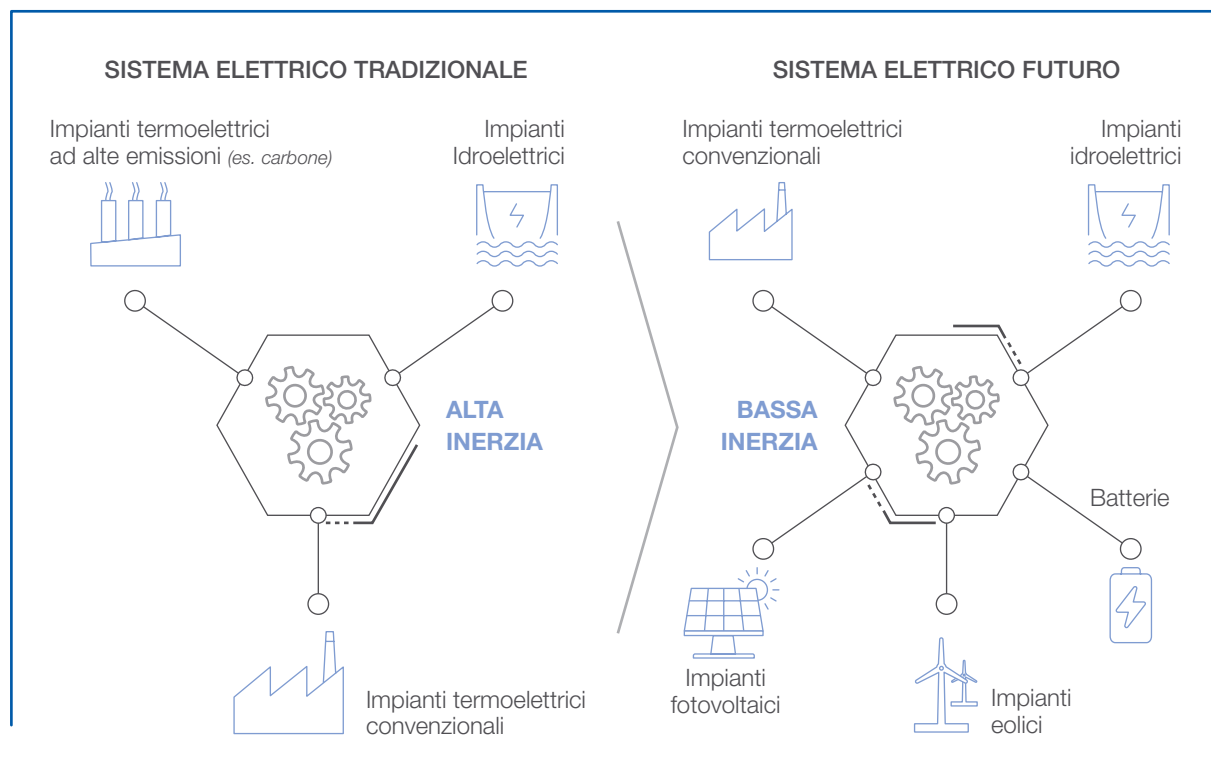 SISTEMA ELETTRICO TRADIZIONALE
Impianti termoelettrici
ad alte emissioni (es. carbone)
Impianti
Idroelettrici
ALTA
INERZIA
Impianti termoelettrici
convenzionali
SISTEMA ELETTRICO FUTURO
Impianti termoelettrici
convenzionali
Impianti
idroelettrici
BASSA
INERZIA
Batterie
Impianti
fotovoltaici
Impianti
eolici